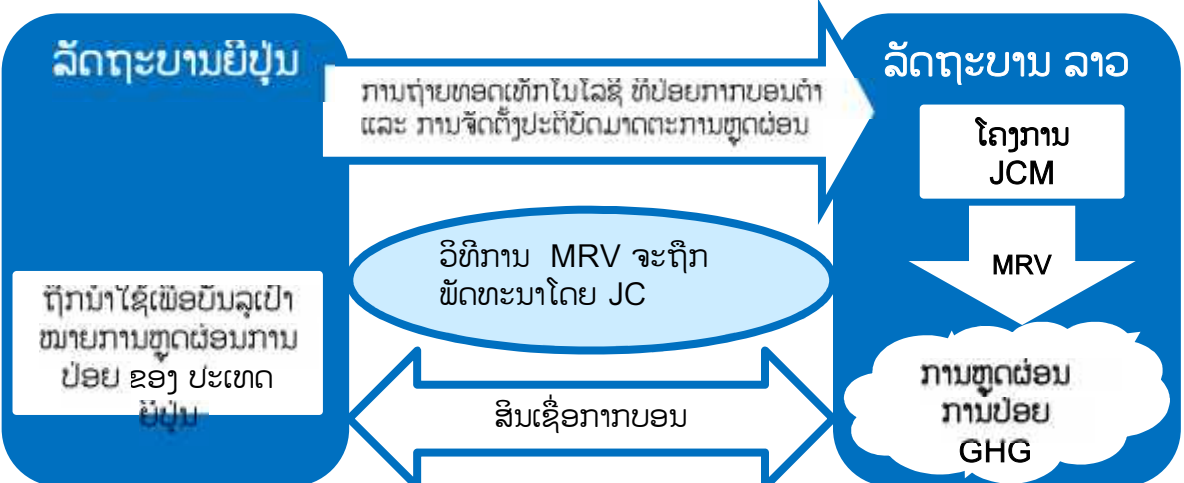 ລັດຖະບານຍີປຸ່ນ
ຖືກນຳໃຊ້ເພື່ອບັນລຸເປົ້າ
ໝາຍການຫຼຸດຜ່ອນການ
ປ່ອຍ ຂອງ ປະເທດ
ຍີປຸ່ນ
ການຖ່າຍທອດເທັກໂນໂລຊີ ທີ່ປ່ອຍກາກບອນຕ່ຳ
ແລະ ການຈັດຕັ້ງປະຕິບັດມາດຕະການຫຼຸດຜ່ອນ
ວິທີການ MRV ຈະຖືກ
ພັດທະນາໂດຍ JC
ສິນເຊື່ອກາກບອນ
ລັດຖະບານ ລາວ
ໂຄງການ
JCM
MRV
ການຫຼຸດຜ່ອນ
ການປ່ອຍ
GHG